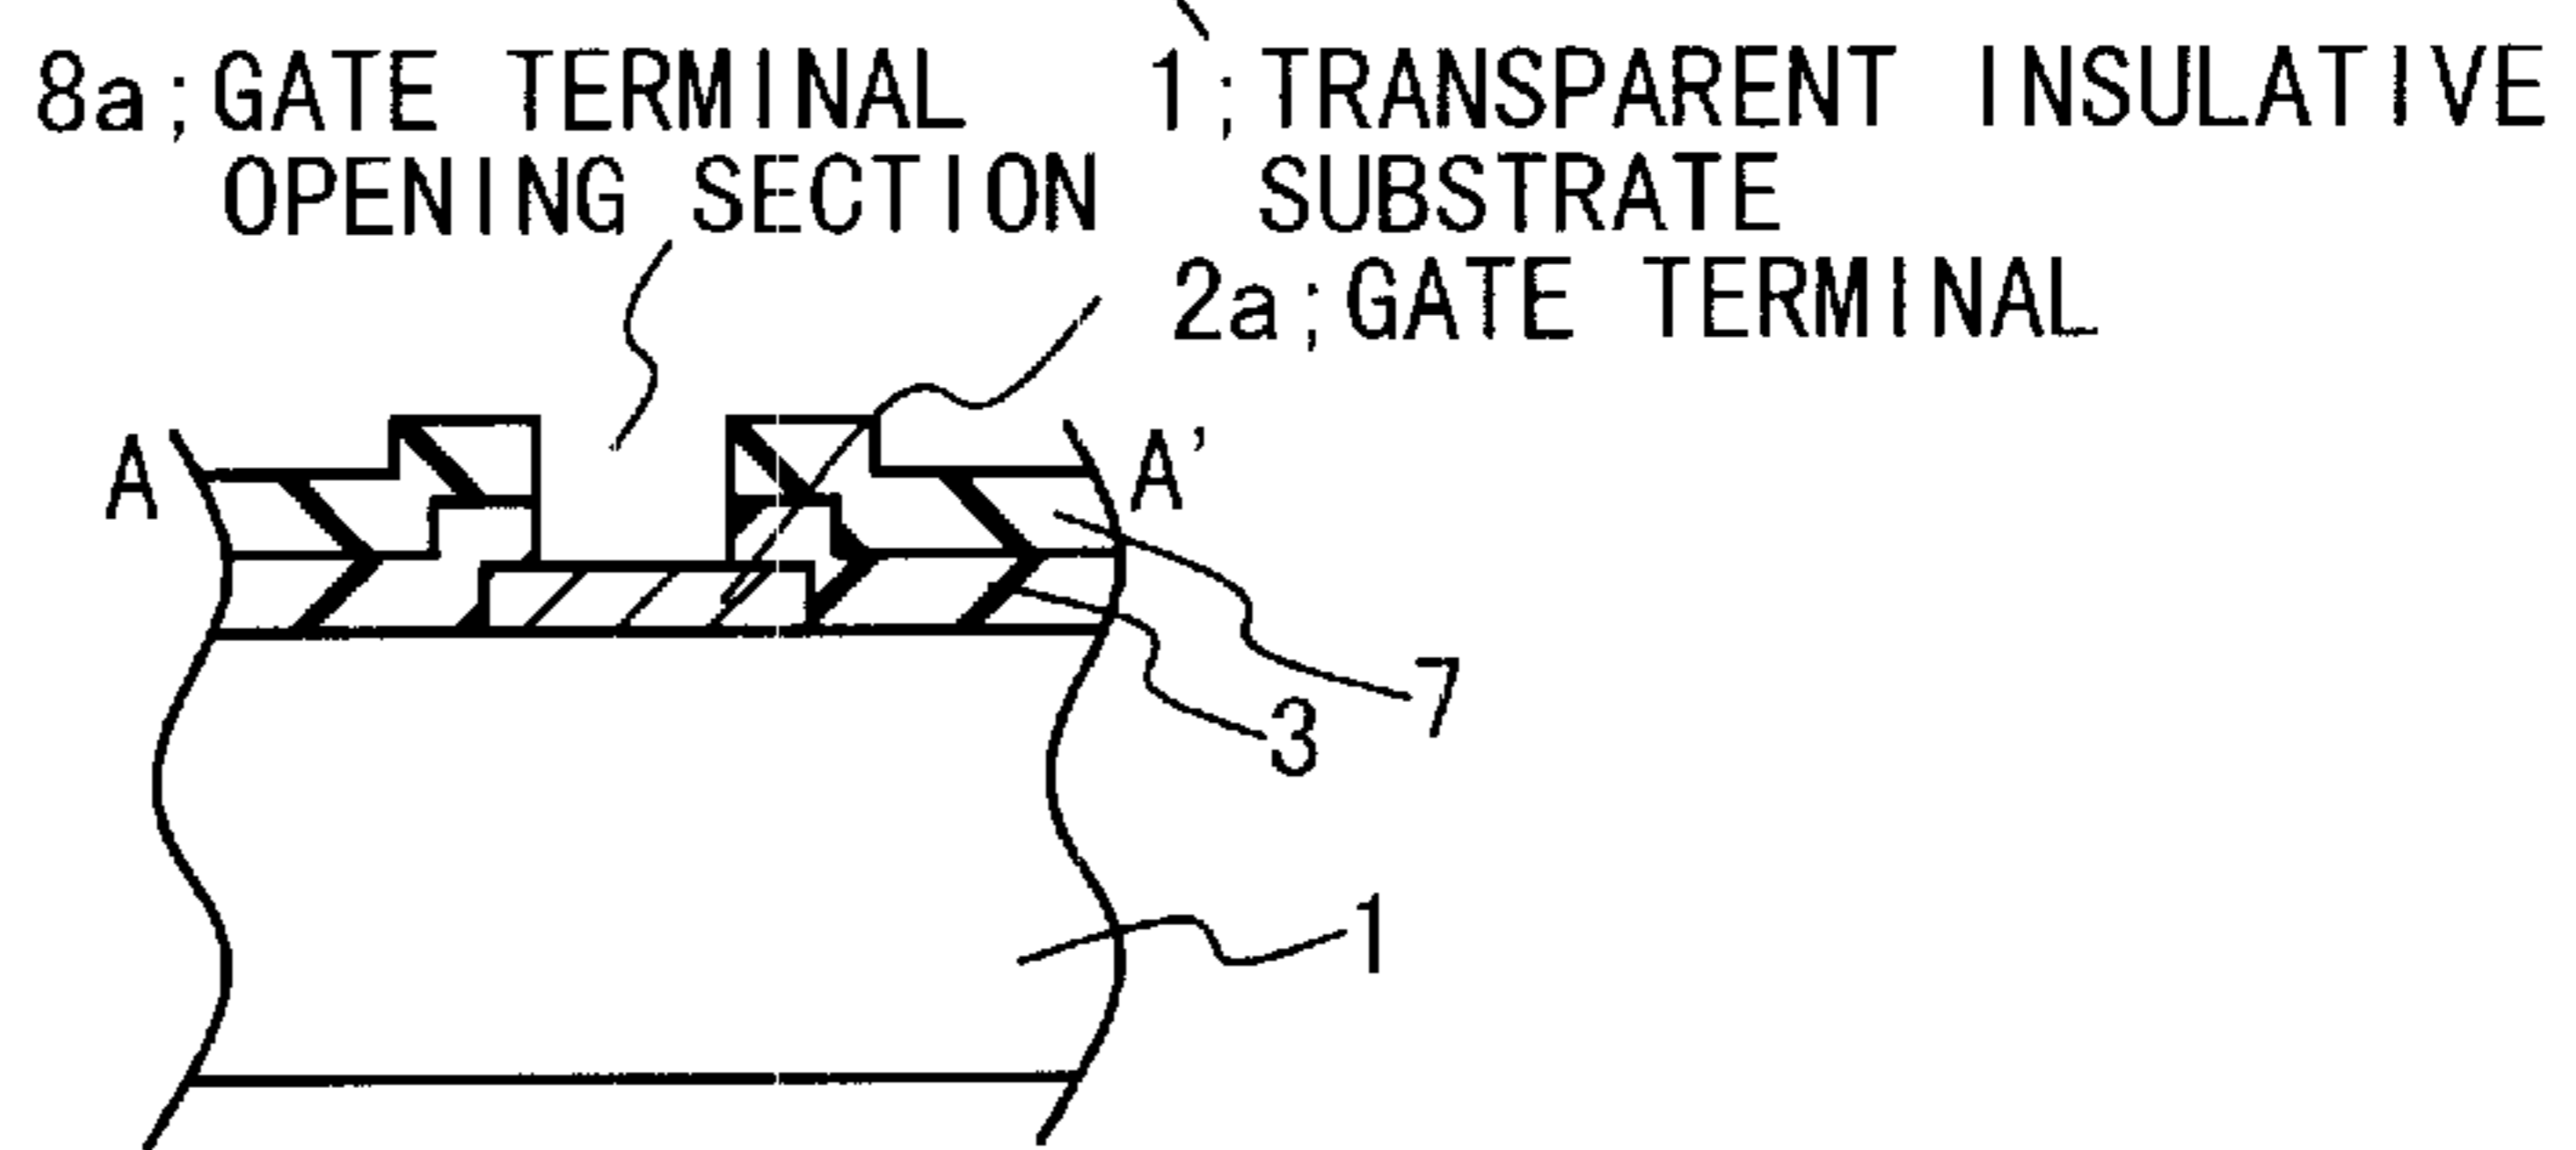 8a;GATE TERMINAL
OPENING SECTION
1;TRANSPARENT INSULATIVE
SUBSTRATE
2a;GATE TERMINAL
A
A'
7
3
1